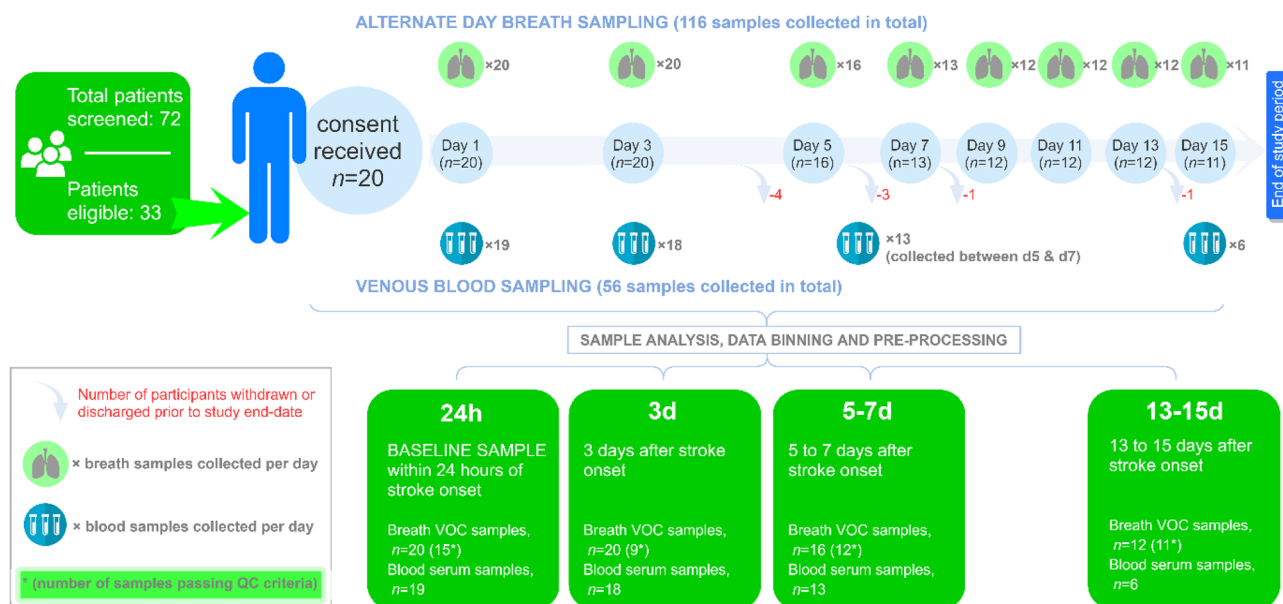 ALTERNATE DAY BREATH SAMPLING (116 samples collected in total)
×20
×20
×16
×13
×12
×12
×12
×11
Total patients
screened: 72
Patients
eligible: 33
consent
received
n=20
Day 1
(n=20)
Day 3
(n=20)
Day 5
(n=16)
Day 7
(n=13)
Day 9
(n=12)
Day 11
(n=12)
Day 13
(n=12)
Day 15
(n=11)
End of study period
-4
-3
-1
-1
×19
×18
×13
(collected between d5 & d7)
×6
VENOUS BLOOD SAMPLING (56 samples collected in total)
SAMPLE ANALYSIS, DATA BINNING AND PRE-PROCESSING
Number of participants withdrawn or
discharged prior to study end-date
× breath samples collected per day
× blood samples collected per day
* (number of samples passing QC criteria)
24h
BASELINE SAMPLE
within 24 hours of
stroke onset
Breath VOC samples,
n=20 (15*)
Blood serum samples,
n=19
3d
3 days after stroke
onset
Breath VOC samples,
n=20 (9*)
Blood serum samples,
n=18
5-7d
5 to 7 days after
stroke onset
Breath VOC samples,
n=16 (12*)
Blood serum samples,
n=13
13-15d
13 to 15 days after
stroke onset
Breath VOC samples,
n=12 (11*)
Blood serum samples,
n=6